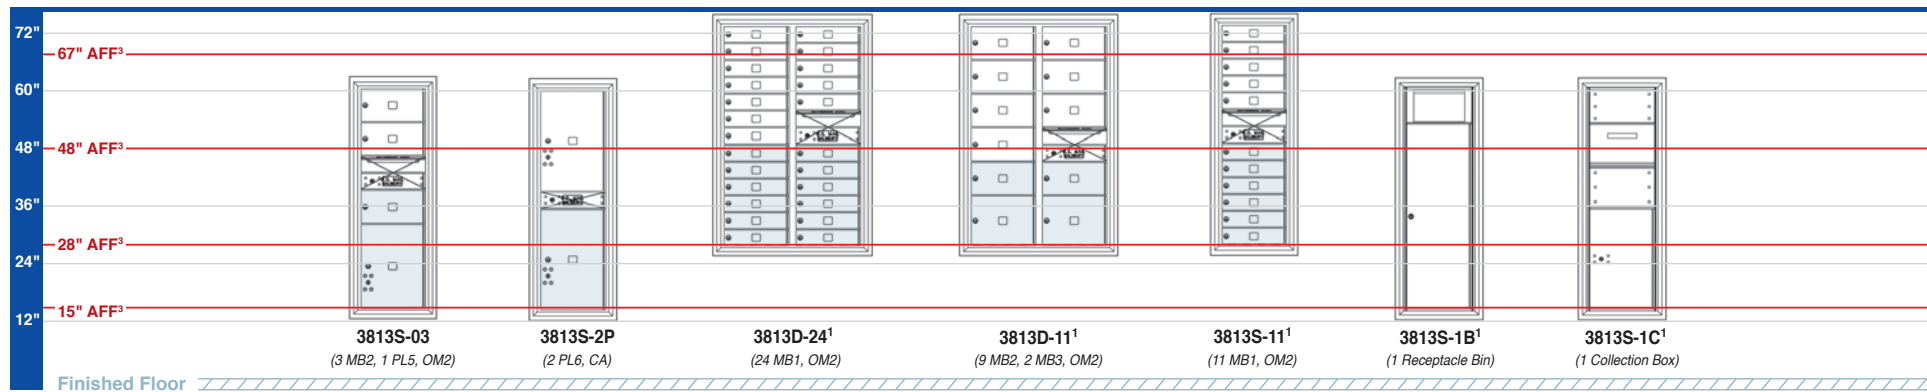 72"
67" AFF³
60"
48"
48" AFF³
36"
28" AFF³
24"
15" AFF³
12"
3813S-03
(3 MB2, 1 PL5, OM2)
3813S-2P
(2 PL6, CA)
3813D-24¹
(24 MB1, OM2)
3813D-11¹
(9 MB2, 2 MB3, OM2)
3813S-11¹
(11 MB1, OM2)
3813S-1B¹
(1 Receptacle Bin)
3813S-1C¹
(1 Collection Box)
Finished Floor